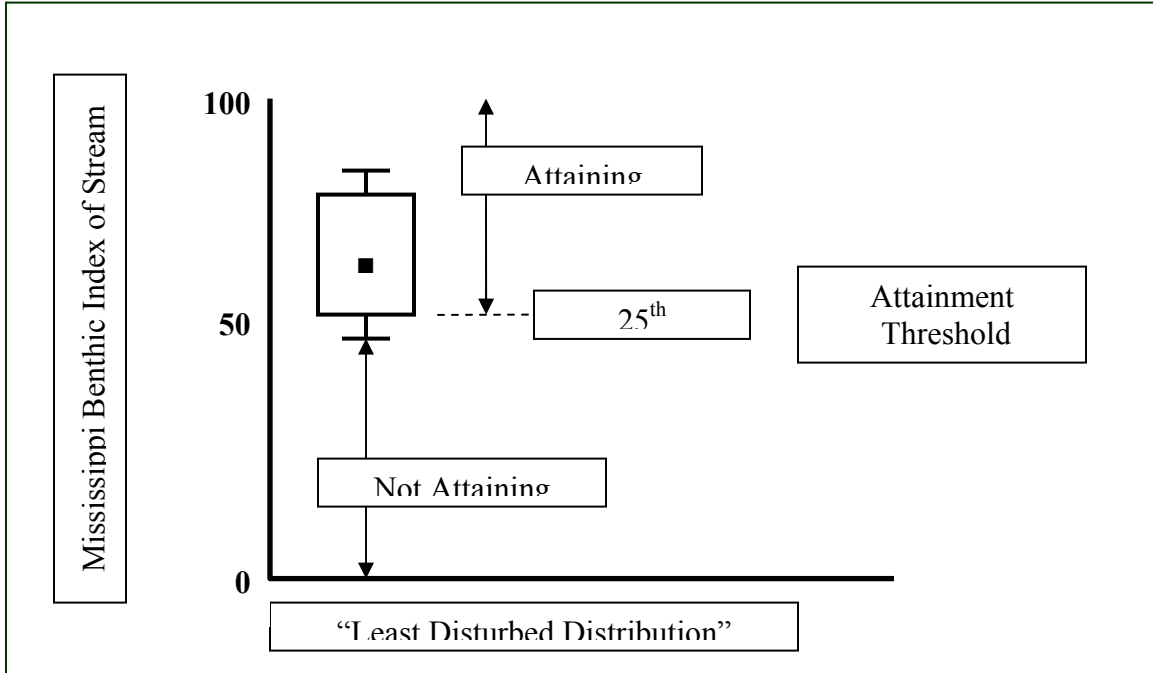 Mississippi Benthic Index of Stream
100
50
0
Attaining
25th
Attainment
Threshold
Not Attaining
“Least Disturbed Distribution”